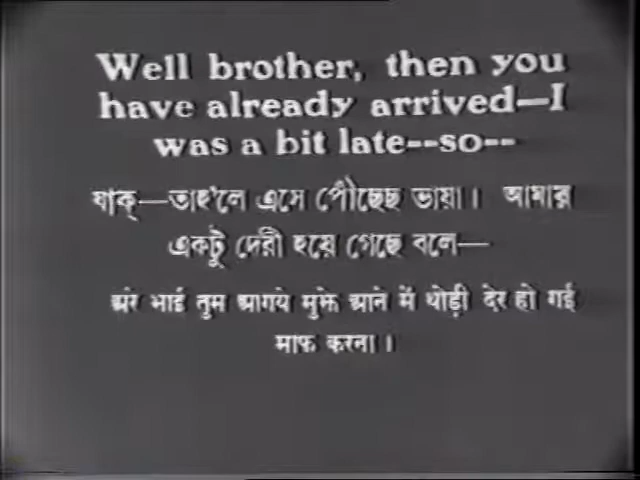 Well brother, then you
have already arrived—I
was a bit late--so--
যাক্—তাহ'লে এসে পৌছেছ ভায়া। আমার
একটু দেরী হয়ে গেছে বলে—
अरे भाई तुम आगये मुझे आने में थोड़ी देर हो गई
माफ करना।